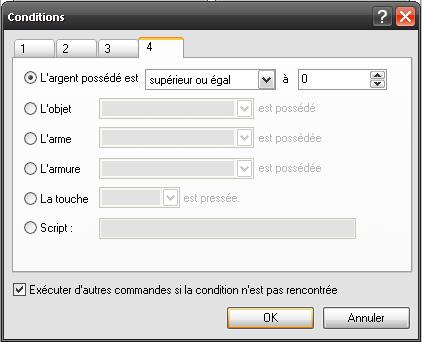 Conditions
1 2 3 4
L'argent possédé est supérieur ou égal à 0
L'objet est possédé
L'arme est possédée
L'armure est possédée
La touche est pressée.
Script :
Exécuter d'autres commandes si la condition n'est pas rencontrée
OK Annuler